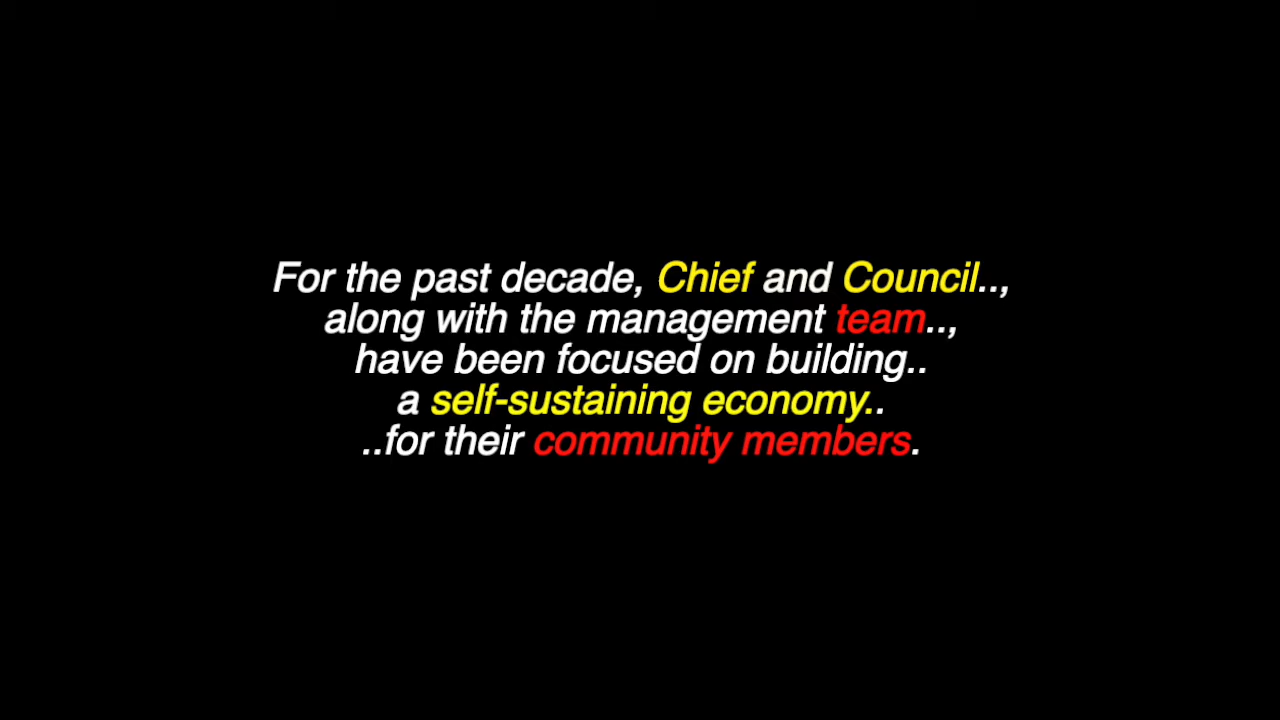 For the past decade, Chief and Council..,
along with the management team..,
have been focused on building..
a self-sustaining economy..
..for their community members.